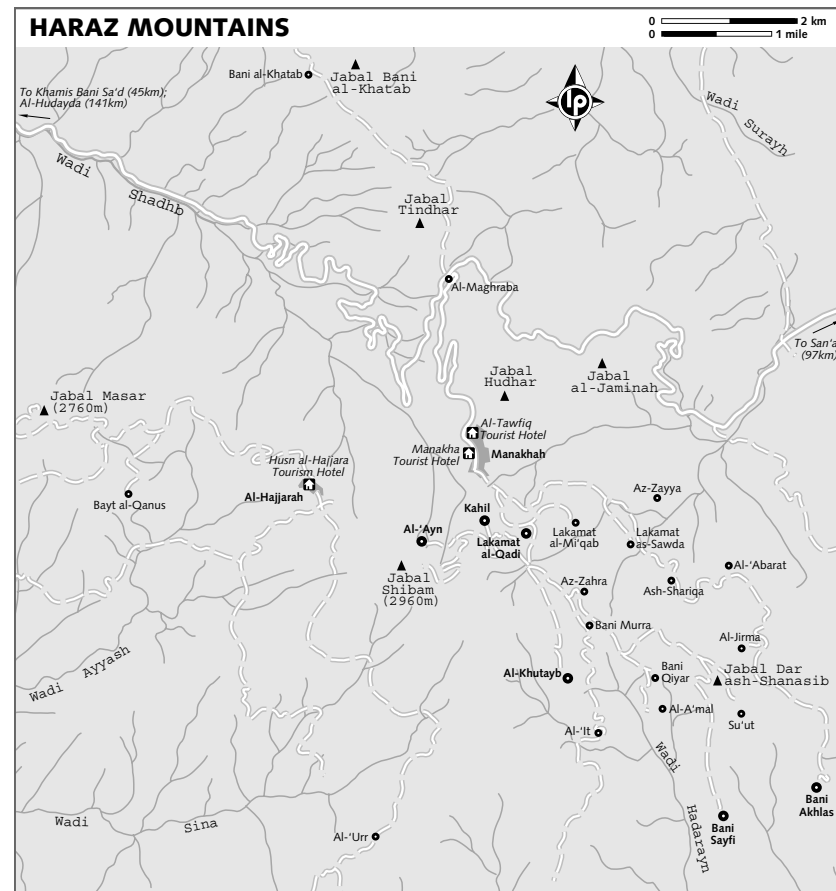 HARAZ MOUNTAINS
0 2 km
0 1 mile
Bani al-Khatab
Jabal Bani
al-Khatab
To Khamis Bani Sa'd (45km);
Al-Hudayda (141km)
lp
Wadi Surayh
Wadi Shadhb
Jabal
Tindhar
Al-Maghraba
To San'a
(97km)
Jabal
Hudhar
Jabal
al-Jaminah
Jabal Masar
(2760m)
Al-Tawfiq
Tourist Hotel
Manakha
Tourist Hotel
Manakhah
Husn al-Hajjara
Tourism Hotel
Al-Hajjarah
Bayt al-Qanus
Az-Zayya
Kahil
Al-‘Ayn
Lakamat
al-Qadi
Lakamat
al-Mi‘qab
Lakamat
as-Sawda
Jabal
Shibam
(2960m)
Az-Zahra
Ash-Shariqa
Al-‘Abarat
Bani Murra
Al-Jirma
Wadi Ayyash
Al-Khutayb
Bani
Qiyar
Jabal Dar
ash-Shanasib
Al-A‘mal
Su‘ut
Al-‘It
Wadi Hadarayn
Bani
Akhlas
Bani
Sayfi
Wadi Sina
Al-‘Urr